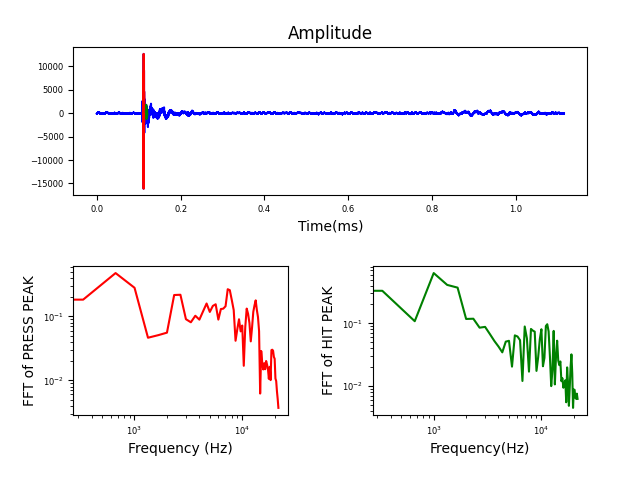 Amplitude
10000
5000
0
−5000
−10000
−15000
0.0 0.2 0.4 0.6 0.8 1.0
Time(ms)
FFT of PRESS PEAK
10⁻¹
10⁻²
10³ 10⁴
Frequency (Hz)
FFT of HIT PEAK
10⁻¹
10⁻²
10³ 10⁴
Frequency(Hz)